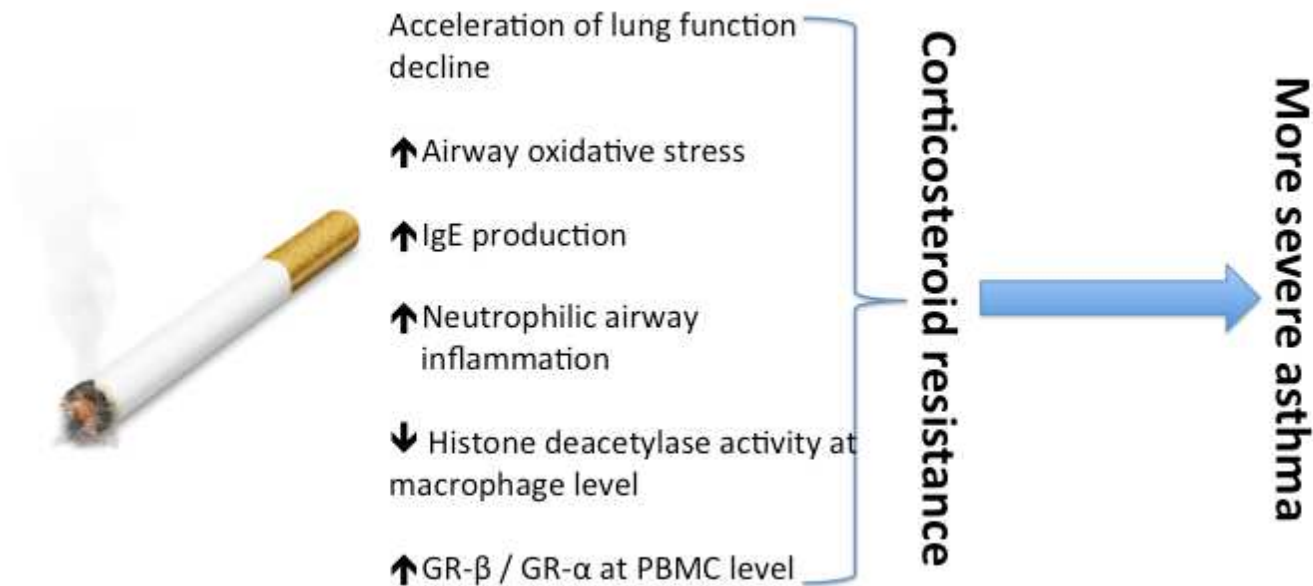 Acceleration of lung function
decline
↑ Airway oxidative stress
↑ IgE production
↑ Neutrophilic airway
inflammation
↓ Histone deacetylase activity at
macrophage level
↑ GR-β / GR-α at PBMC level
Corticosteroid resistance
More severe asthma